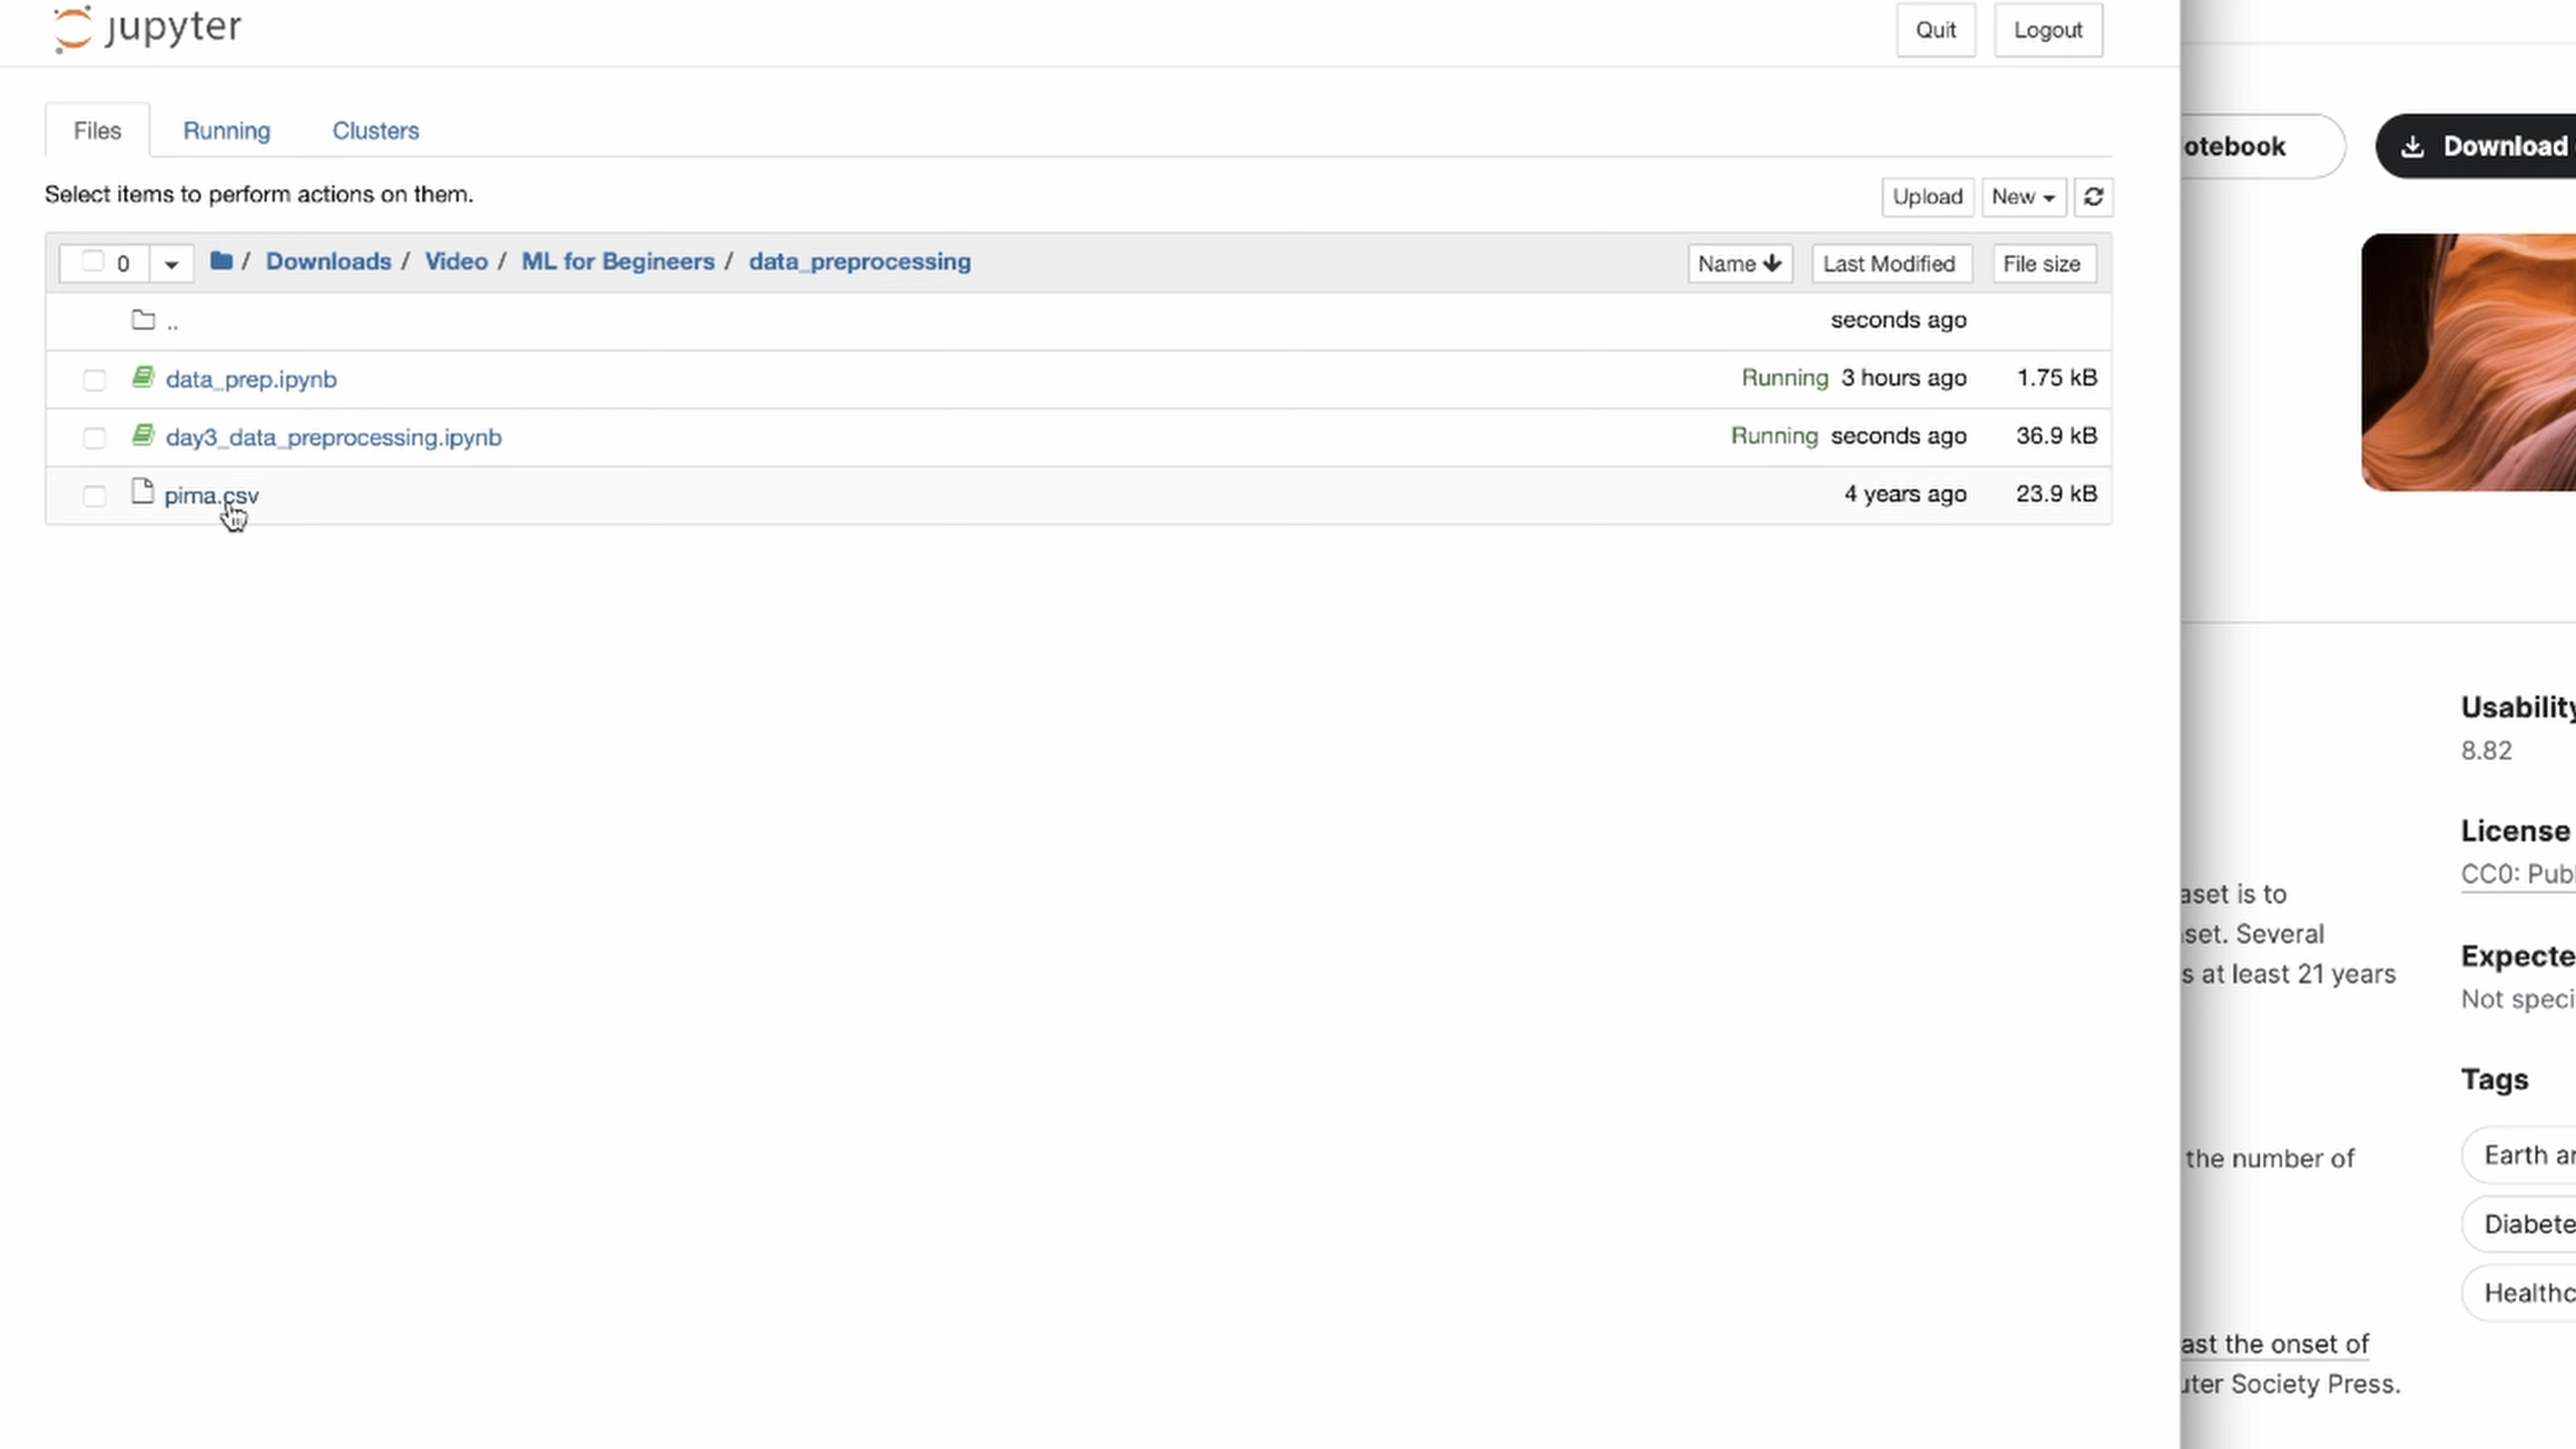 jupyter
Quit
Logout
Files
Running
Clusters
Select items to perform actions on them.
Upload
New
0
/ Downloads / Video / ML for Begineers / data_preprocessing
Name
Last Modified
File size
..
seconds ago
data_prep.ipynb
Running 3 hours ago
1.75 kB
day3_data_preprocessing.ipynb
Running seconds ago
36.9 kB
pima.csv
4 years ago
23.9 kB
otebook
Download
Usability
8.82
License
CC0: Publ
aset is to
set. Several
Expecte
s at least 21 years
Not speci
Tags
Earth ar
the number of
Diabete
Healthc
ast the onset of
uter Society Press.